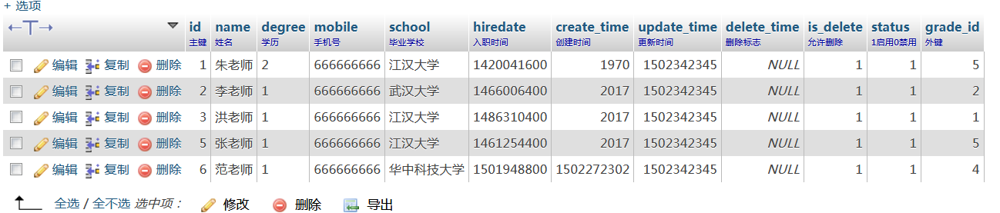 + 选项
id name degree mobile school hiredate create_time update_time delete_time is_delete status grade_id
主键 姓名 学历 手机号 毕业学校 入职时间 创建时间 更新时间 删除标志 允许删除 1启用0禁用 外键
编辑 复制 删除 1 朱老师 2 666666666 江汉大学 1420041600 1970 1502342345 NULL 1 1 5
编辑 复制 删除 2 李老师 1 666666666 武汉大学 1466006400 2017 1502342345 NULL 1 1 2
编辑 复制 删除 3 洪老师 1 666666666 江汉大学 1486310400 2017 1502342345 NULL 1 1 1
编辑 复制 删除 5 张老师 1 666666666 江汉大学 1461254400 2017 1502342345 NULL 1 1 5
编辑 复制 删除 6 范老师 1 666666666 华中科技大学 1501948800 1502272302 1502342345 NULL 1 1 4
全选 / 全不选 选中项： 修改 删除 导出